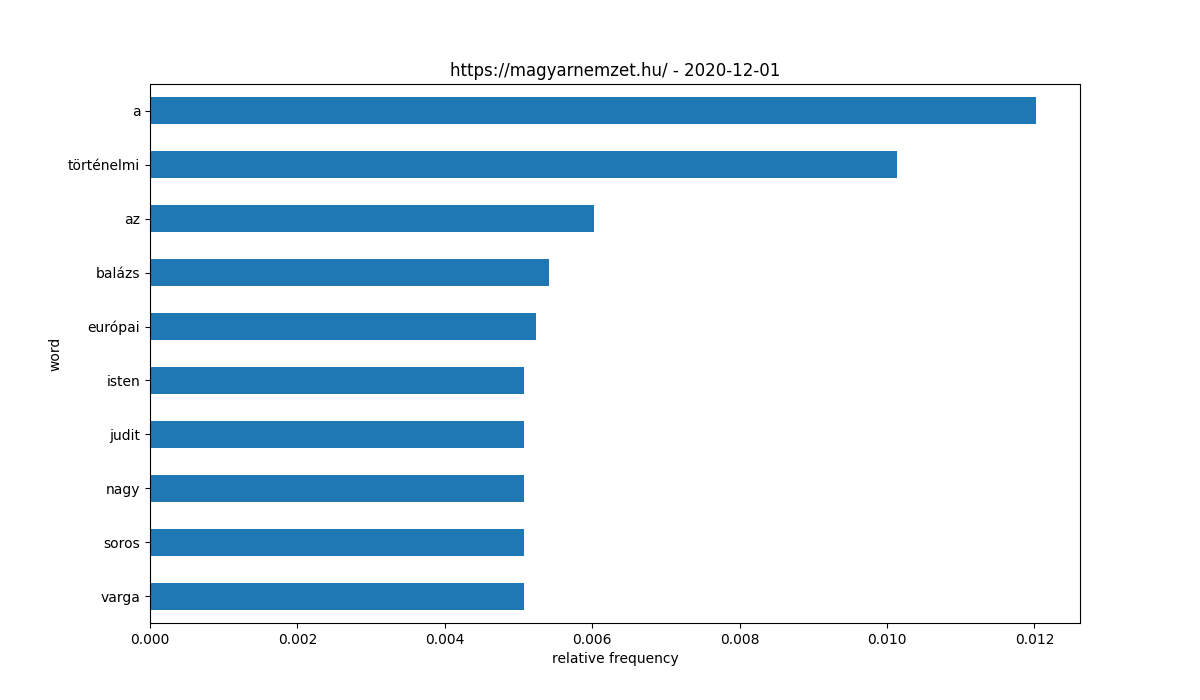 https://magyarnemzet.hu/ - 2020-12-01
word
a
történelmi
az
balázs
európai
isten
judit
nagy
soros
varga
0.000 0.002 0.004 0.006 0.008 0.010 0.012
relative frequency